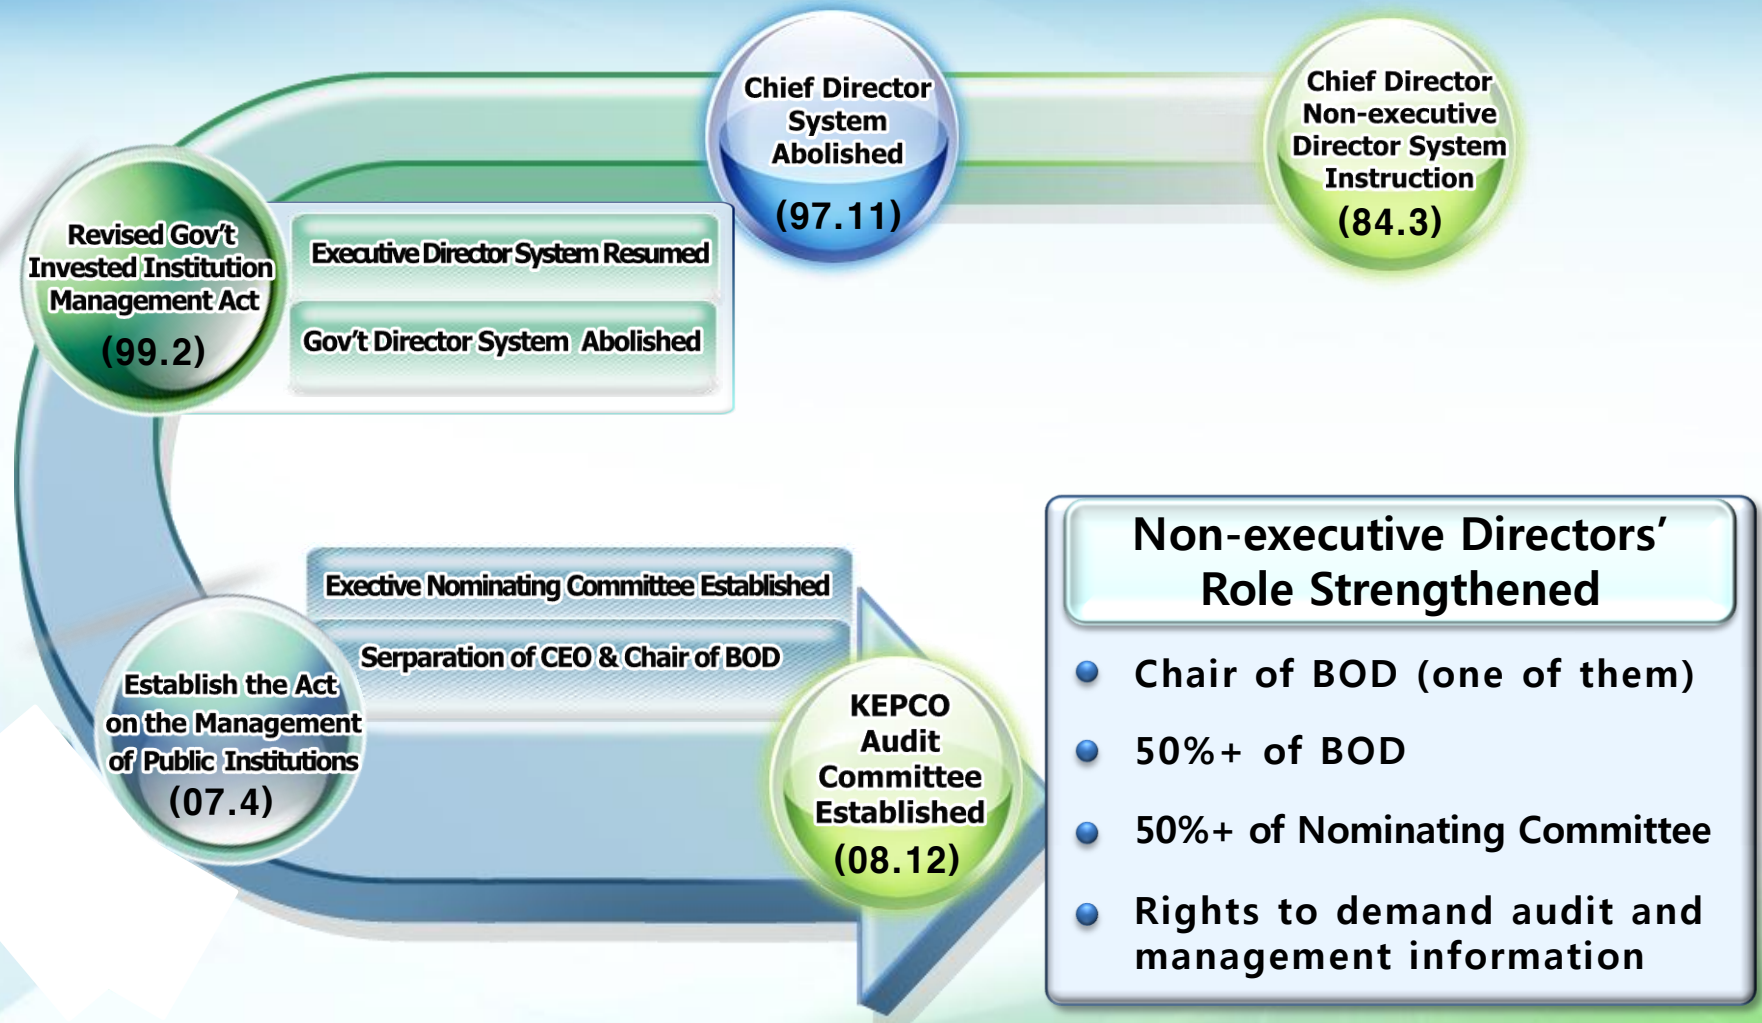 Chief Director
System
Abolished
(97.11)
Chief Director
Non-executive
Director System
Instruction
(84.3)
Revised Gov't
Invested Institution
Management Act
(99.2)
Executive Director System Resumed
Gov't Director System Abolished
Exective Nominating Committee Established
Serparation of CEO & Chair of BOD
Establish the Act
on the Management
of Public Institutions
(07.4)
KEPCO
Audit
Committee
Established
(08.12)
Non-executive Directors’
Role Strengthened
Chair of BOD (one of them)
50%+ of BOD
50%+ of Nominating Committee
Rights to demand audit and
management information